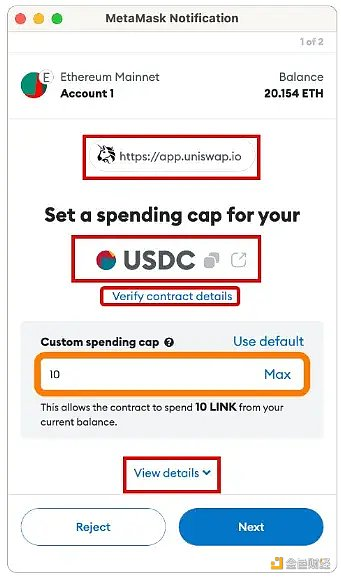 MetaMask Notification
1 of 2
E Ethereum Mainnet
Balance
Account 1
20.154 ETH
https://app.uniswap.io
Set a spending cap for your
USDC
Verify contract details
Custom spending cap ?
Use default
10
Max
This allows the contract to spend 10 LINK from your
current balance.
View details
Reject
Next
金色财经